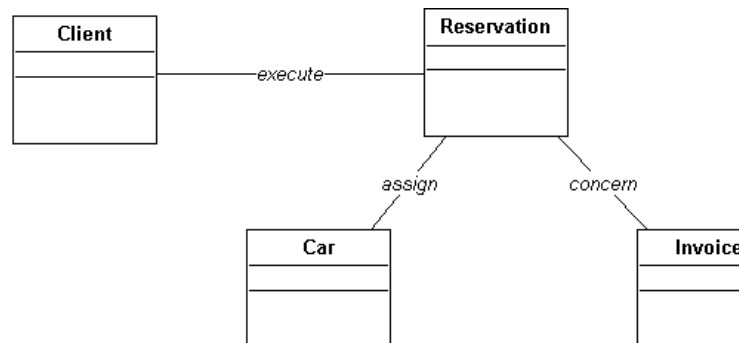 Client
Reservation
execute
assign
concern
Car
Invoice